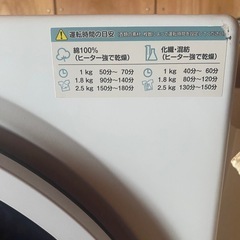 運転時間の目安
綿100%
(ヒーター強で乾燥)
1 kg 50分~ 70分
1.8 kg 90分~140分
2.5 kg 150分~180分
化繊・混紡
(ヒーター強で乾燥)
1 kg 40分~ 60分
1.8 kg 80分~120分
2.5 kg 130分~150分